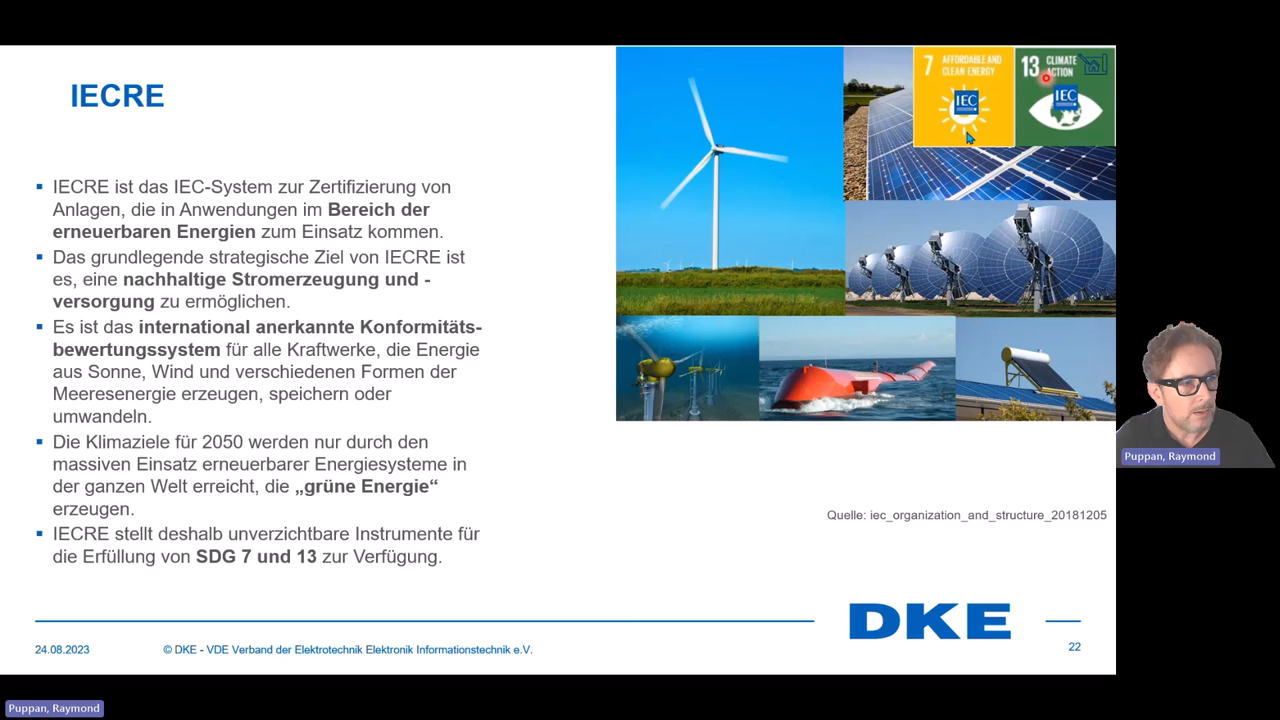 IECRE
7 AFFORDABLE AND
CLEAN ENERGY
IEC
13 CLIMATE
ACTION
IEC
▪ IECRE ist das IEC-System zur Zertifizierung von
Anlagen, die in Anwendungen im Bereich der
erneuerbaren Energien zum Einsatz kommen.
▪ Das grundlegende strategische Ziel von IECRE ist
es, eine nachhaltige Stromerzeugung und -
versorgung zu ermöglichen.
▪ Es ist das international anerkannte Konformitäts-
bewertungssystem für alle Kraftwerke, die Energie
aus Sonne, Wind und verschiedenen Formen der
Meeresenergie erzeugen, speichern oder
umwandeln.
▪ Die Klimaziele für 2050 werden nur durch den
massiven Einsatz erneuerbarer Energiesysteme in
der ganzen Welt erreicht, die „grüne Energie“
erzeugen.
▪ IECRE stellt deshalb unverzichtbare Instrumente für
die Erfüllung von SDG 7 und 13 zur Verfügung.
Quelle: iec_organization_and_structure_20181205
DKE
24.08.2023
© DKE - VDE Verband der Elektrotechnik Elektronik Informationstechnik e.V.
22
Puppan, Raymond
Puppan, Raymond